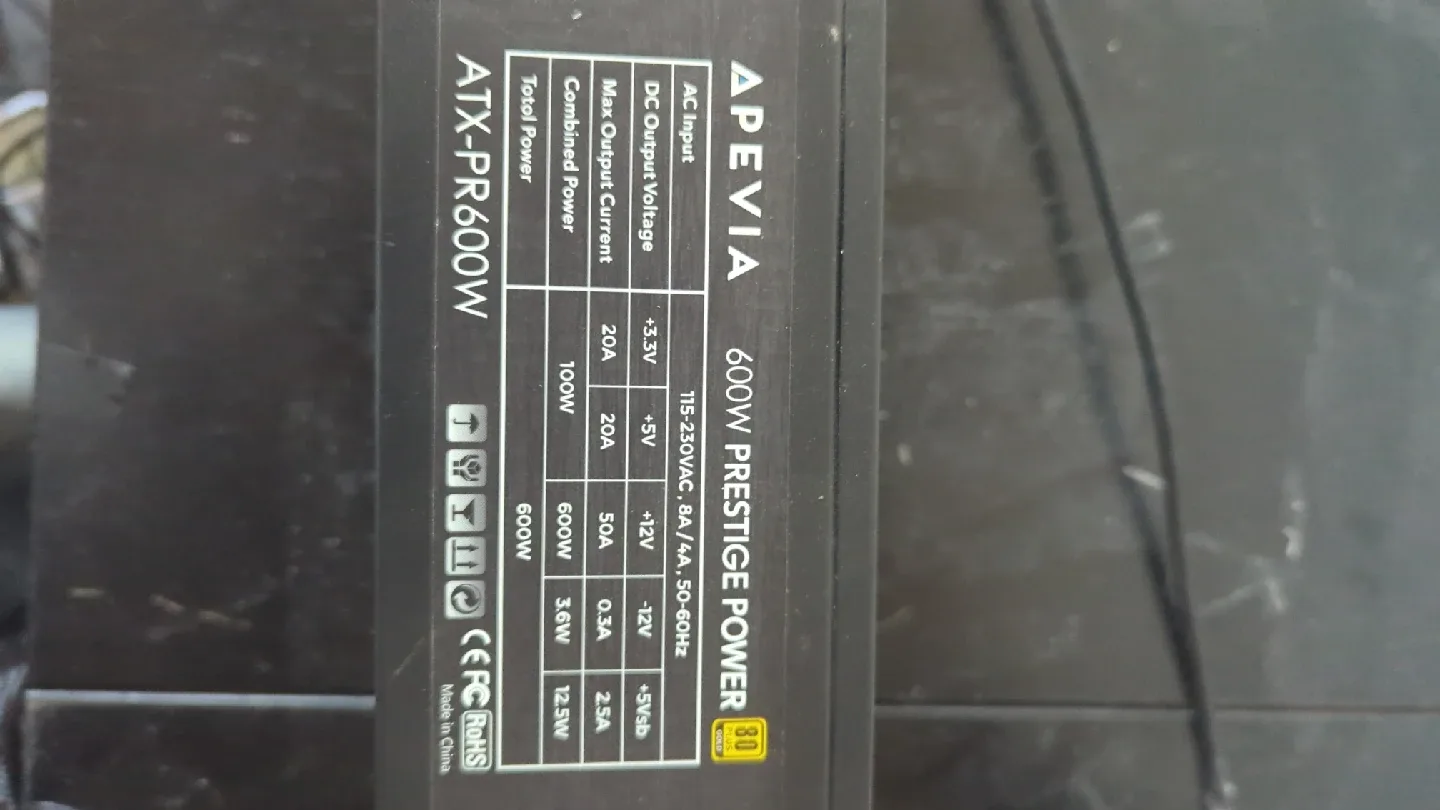 APEVIA 600W PRESTIGE POWER 80 PLUS GOLD
AC Input 115-230VAC, 8A/4A, 50-60Hz
DC Output Voltage +3.3V +5V +12V -12V +5Vsb
Max Output Current 20A 20A 50A 0.3A 2.5A
Combined Power 100W 600W 3.6W 12.5W
Totol Power 600W
ATX-PR600W CE FC RoHS
Made in China